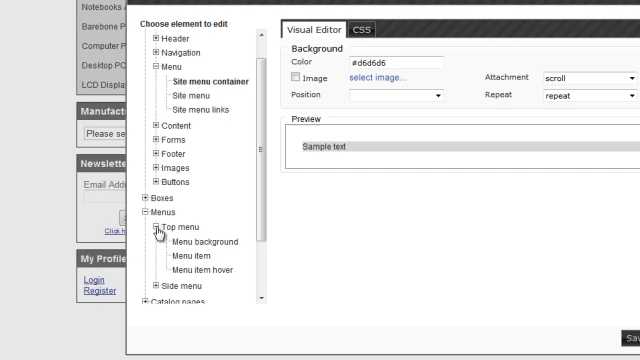 Notebooks
Barebone P
Computer P
Desktop PC
LCD Displa
Manufact
Please se
Newslette
Email Addr
Click h
My Profile
Login
Register
Choose element to edit
Header
Navigation
Menu
Site menu container
Site menu
Site menu links
Content
Forms
Footer
Images
Buttons
Boxes
Menus
Top menu
Menu background
Menu item
Menu item hover
Side menu
Catalog pages
Visual Editor
CSS
Background
Color
#d6d6d6
Image
select image...
Attachment
scroll
Position
Repeat
repeat
Preview
Sample text
Sav